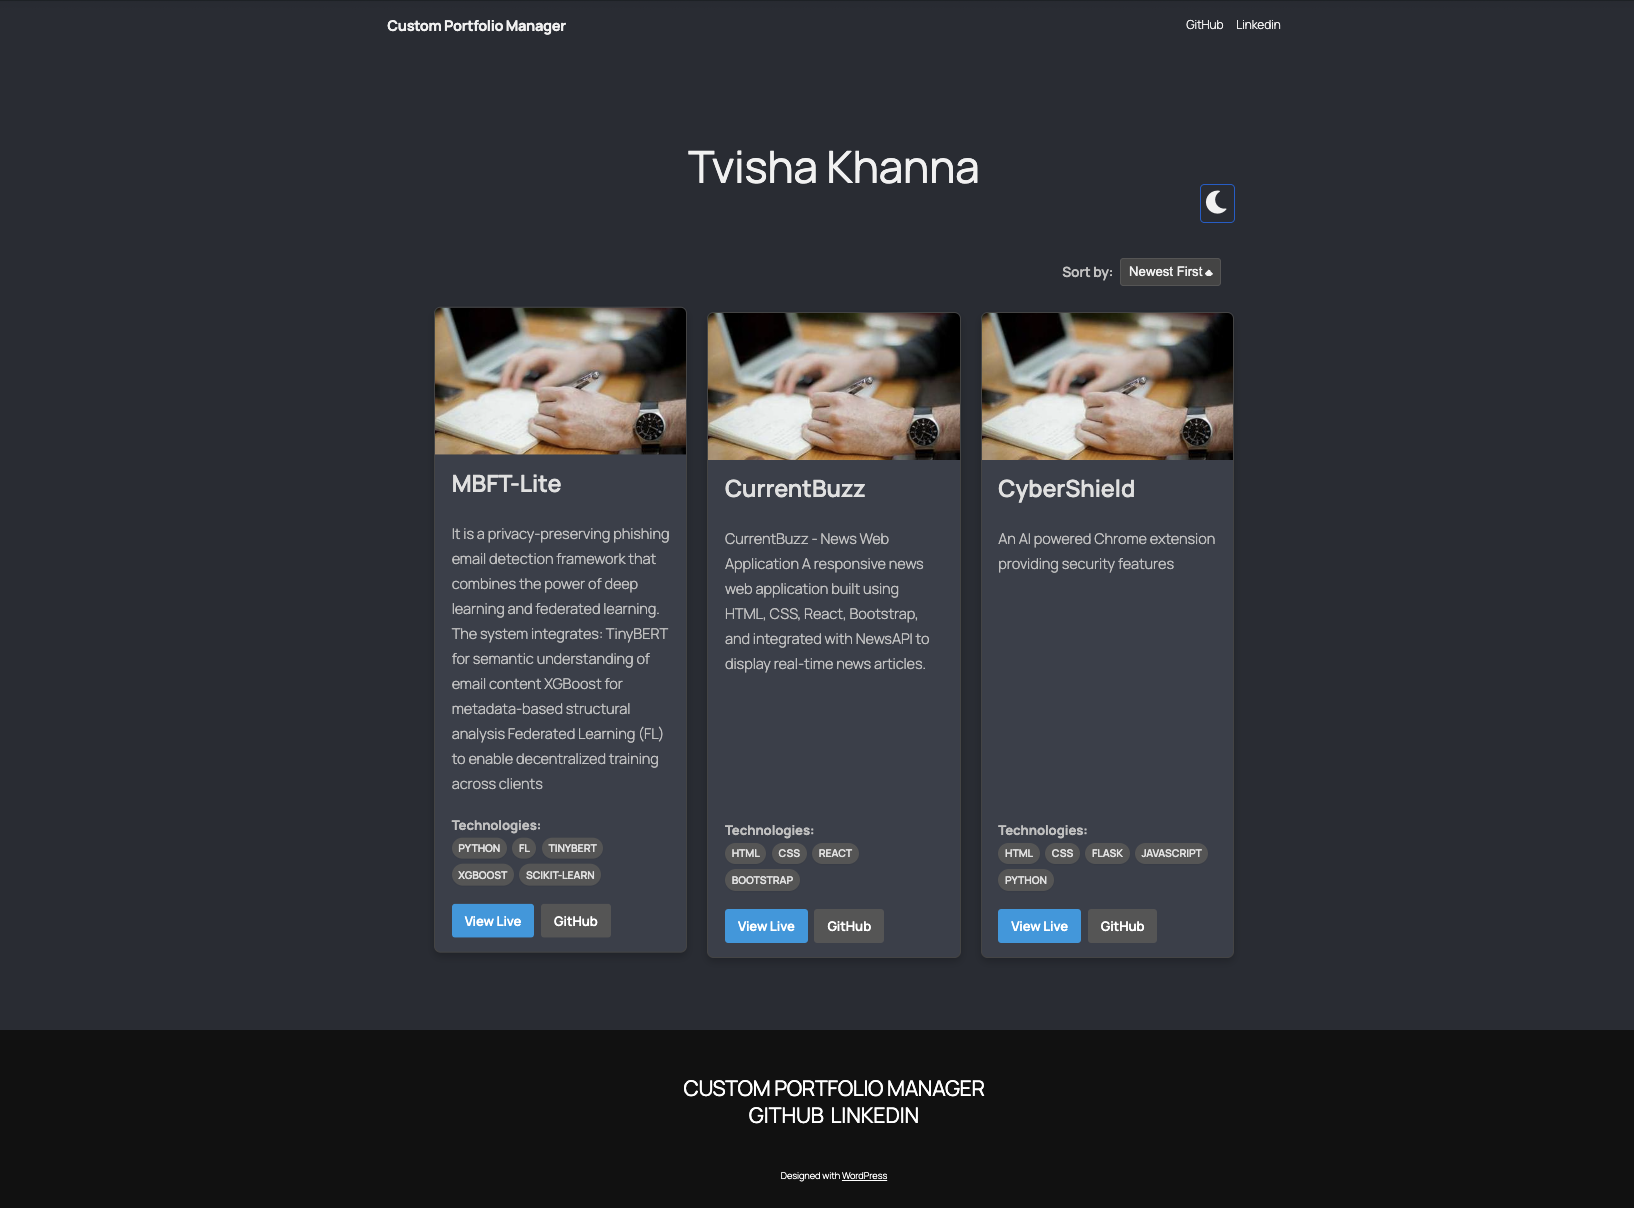 Custom Portfolio Manager
GitHub Linkedin
Tvisha Khanna
Sort by: Newest First
MBFT-Lite
It is a privacy-preserving phishing
email detection framework that
combines the power of deep
learning and federated learning.
The system integrates: TinyBERT
for semantic understanding of
email content XGBoost for
metadata-based structural
analysis Federated Learning (FL)
to enable decentralized training
across clients
Technologies:
PYTHON FL TINYBERT
XGBOOST SCIKIT-LEARN
View Live GitHub
CurrentBuzz
CurrentBuzz - News Web
Application A responsive news
web application built using
HTML, CSS, React, Bootstrap,
and integrated with NewsAPI to
display real-time news articles.
Technologies:
HTML CSS REACT
BOOTSTRAP
View Live GitHub
CyberShield
An AI powered Chrome extension
providing security features
Technologies:
HTML CSS FLASK JAVASCRIPT
PYTHON
View Live GitHub
CUSTOM PORTFOLIO MANAGER
GITHUB LINKEDIN
Designed with WordPress